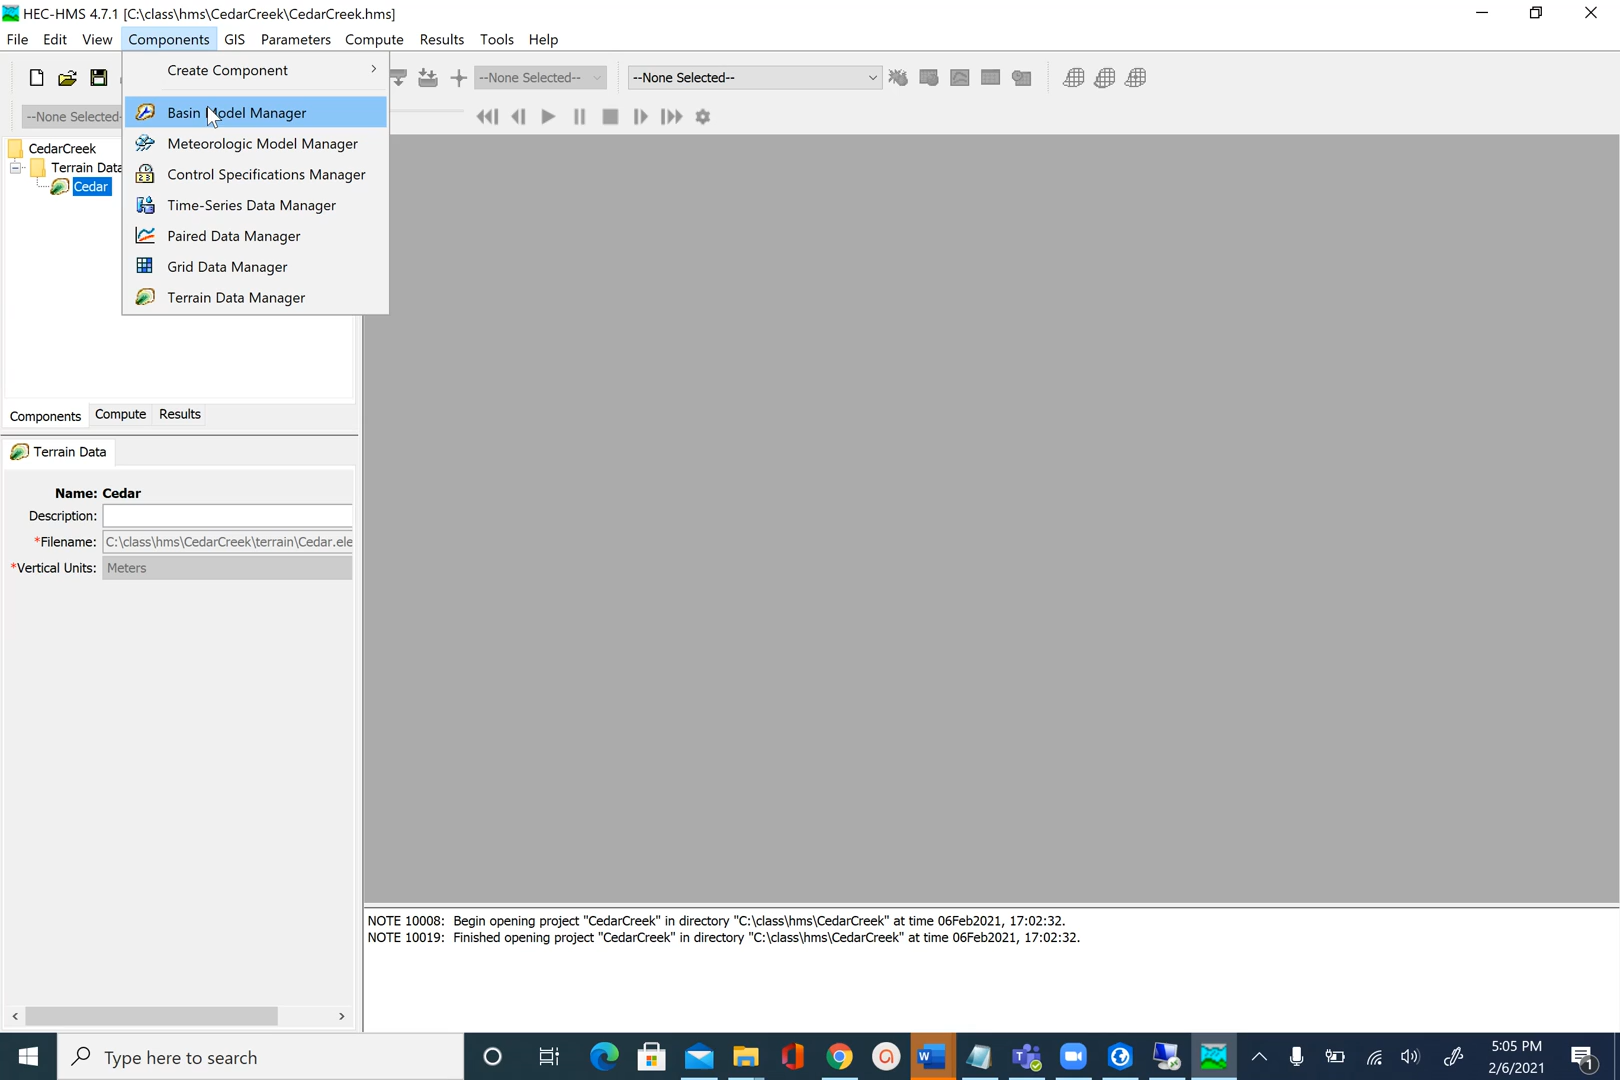 HEC-HMS 4.7.1 [C:\class\hms\CedarCreek\CedarCreek.hms]
File Edit View Components GIS Parameters Compute Results Tools Help
Create Component
--None Selected-- --None Selected--
Basin Model Manager
--None Selected-
Meteorologic Model Manager
CedarCreek
Terrain Data
Control Specifications Manager
Cedar
Time-Series Data Manager
Paired Data Manager
Grid Data Manager
Terrain Data Manager
Components Compute Results
Terrain Data
Name: Cedar
Description:
*Filename: C:\class\hms\CedarCreek\terrain\Cedar.ele
*Vertical Units: Meters
NOTE 10008: Begin opening project "CedarCreek" in directory "C:\class\hms\CedarCreek" at time 06Feb2021, 17:02:32.
NOTE 10019: Finished opening project "CedarCreek" in directory "C:\class\hms\CedarCreek" at time 06Feb2021, 17:02:32.
Type here to search
5:05 PM
2/6/2021
1